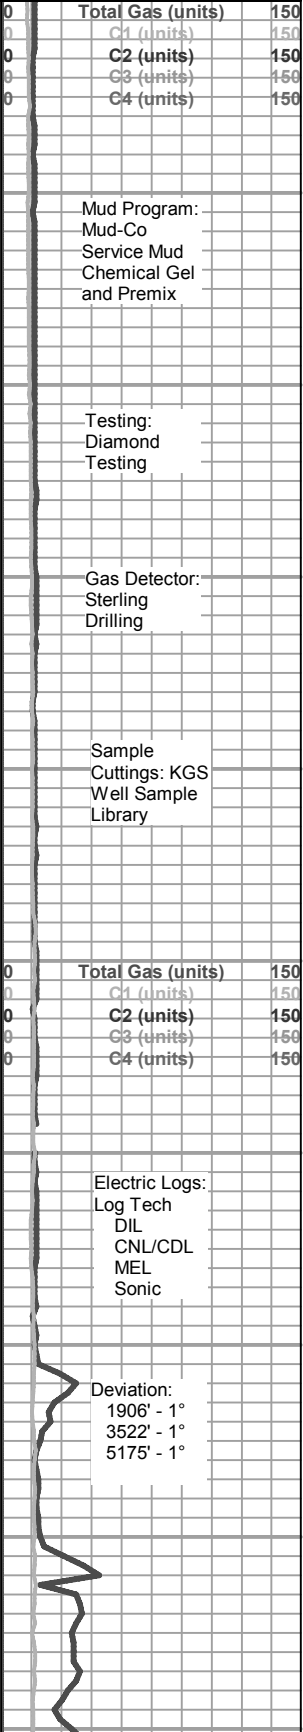 0 Total Gas (units) 150
0 C1 (units) 150
0 C2 (units) 150
0 C3 (units) 150
0 C4 (units) 150
Mud Program:
Mud-Co
Service Mud
Chemical Gel
and Premix
Testing:
Diamond
Testing
Gas Detector:
Sterling
Drilling
Sample
Cuttings: KGS
Well Sample
Library
0 Total Gas (units) 150
0 C1 (units) 150
0 C2 (units) 150
0 C3 (units) 150
0 C4 (units) 150
Electric Logs:
Log Tech
DIL
CNL/CDL
MEL
Sonic
Deviation:
1906' - 1°
3522' - 1°
5175' - 1°